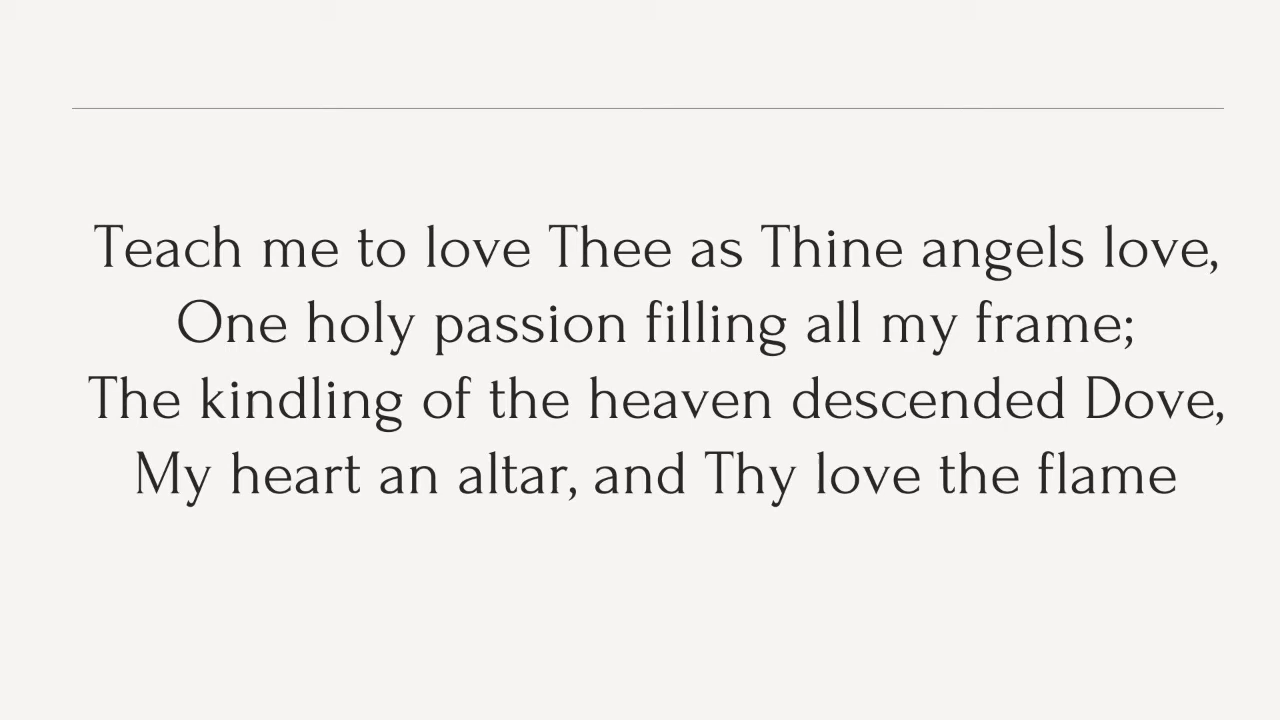 Teach me to love Thee as Thine angels love,
One holy passion filling all my frame;
The kindling of the heaven descended Dove,
My heart an altar, and Thy love the flame